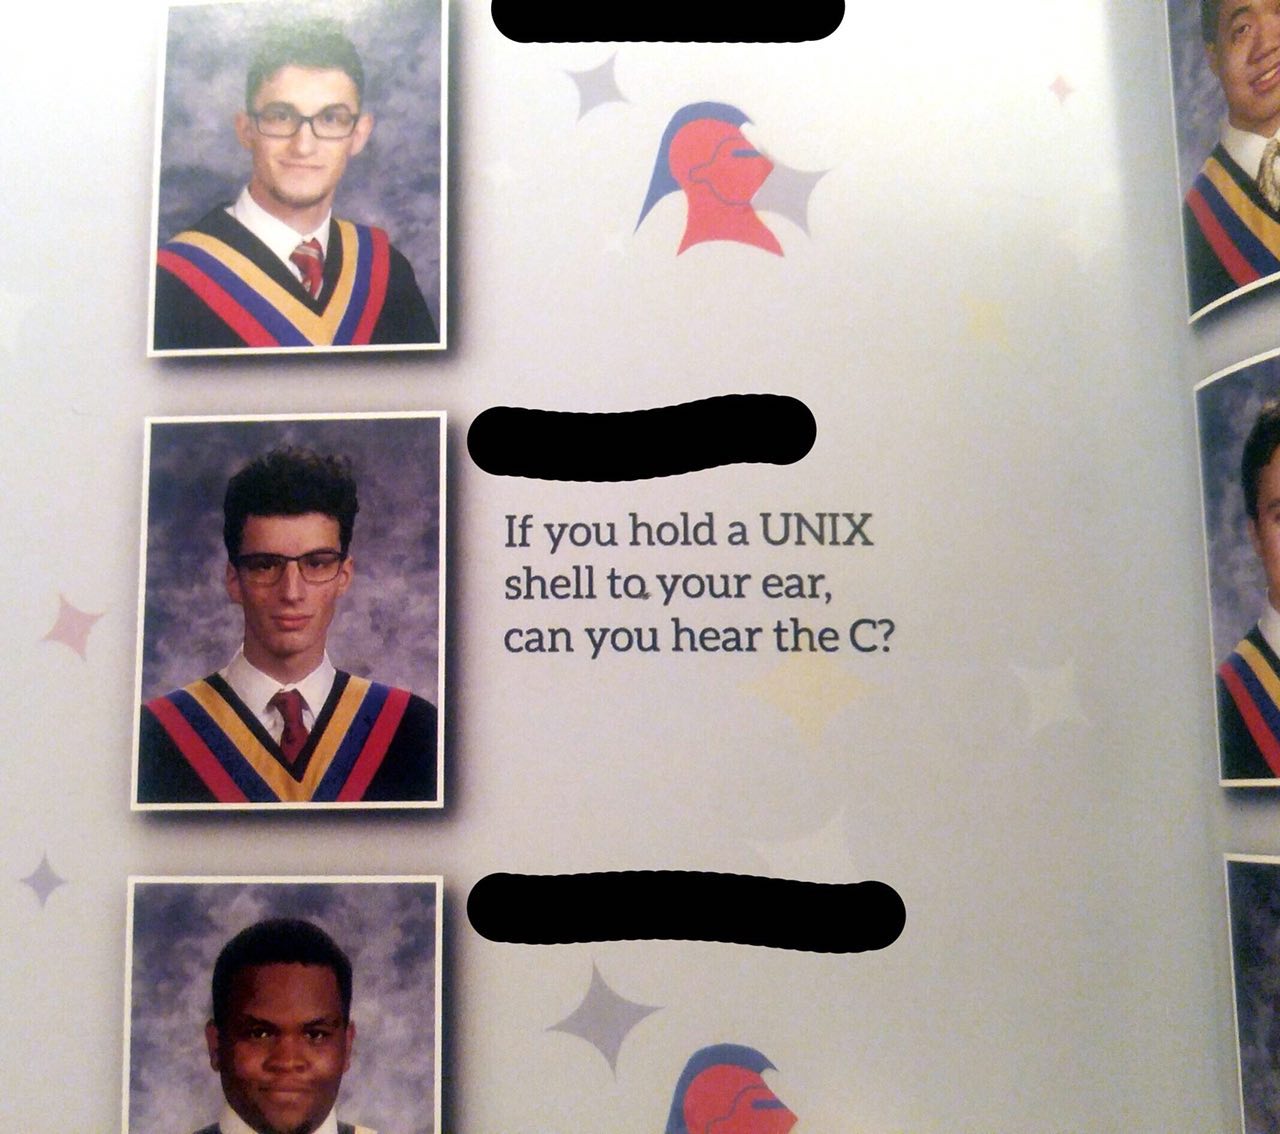 If you hold a UNIX
shell to your ear,
can you hear the C?